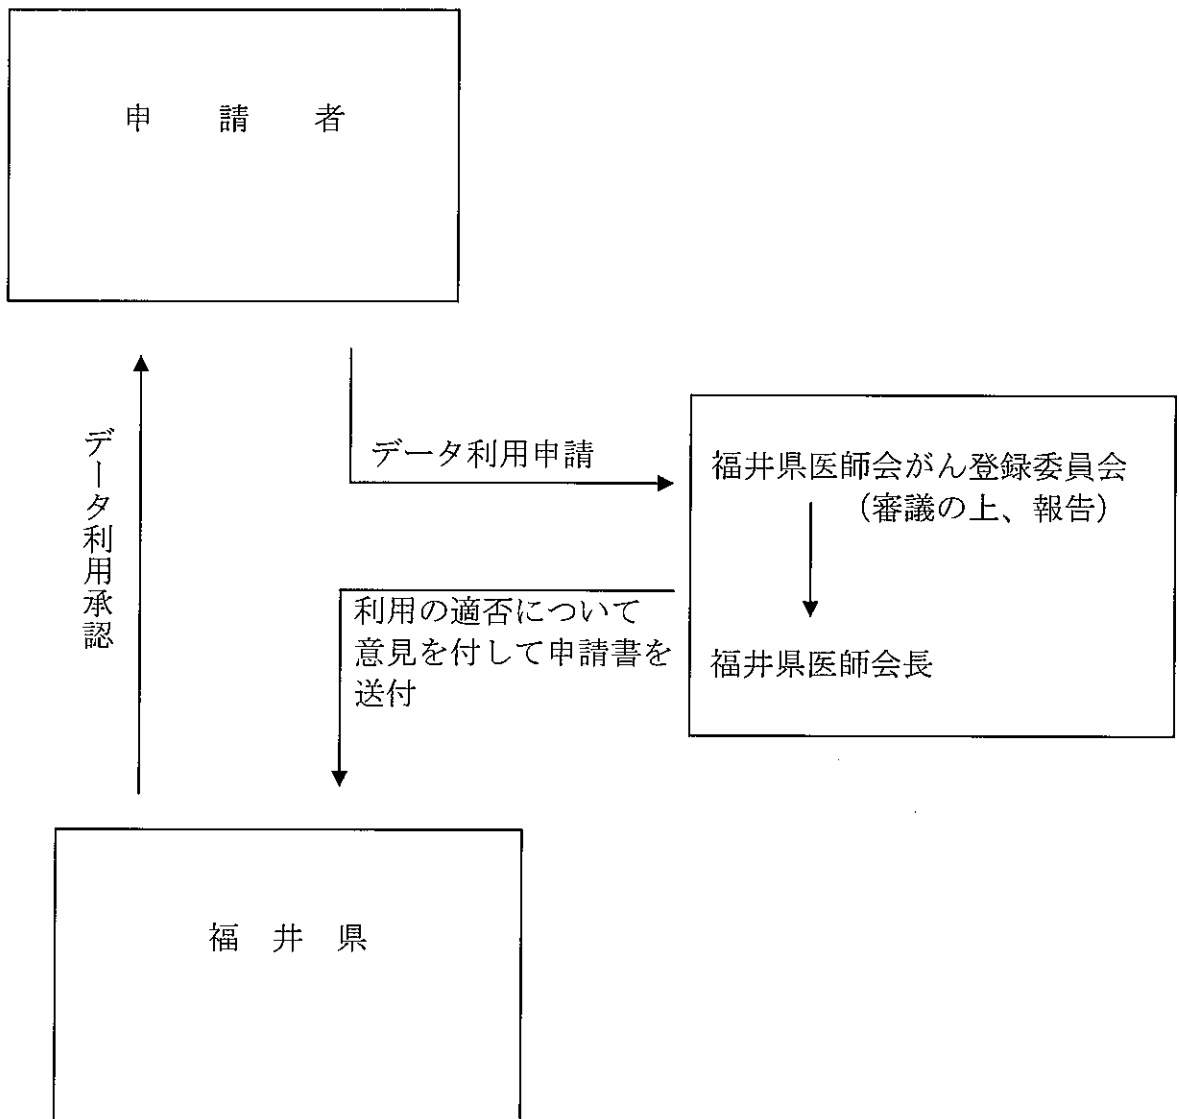 申請者
データ利用申請
福井県医師会がん登録委員会
（審議の上、報告）
データ利用承認
利用の適否について
意見を付して申請書を
送付
福井県医師会長
福井県